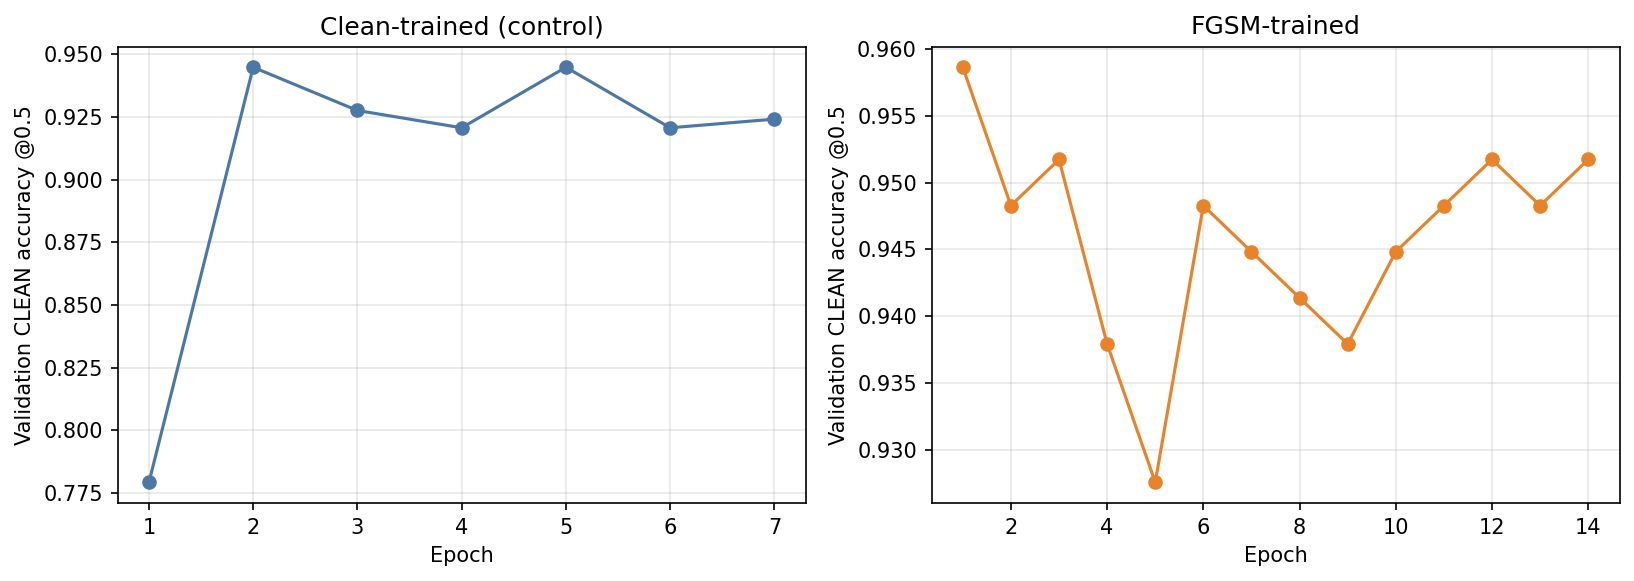 Clean-trained (control)
Validation CLEAN accuracy @0.5
0.950
0.925
0.900
0.875
0.850
0.825
0.800
0.775
1 2 3 4 5 6 7
Epoch
FGSM-trained
Validation CLEAN accuracy @0.5
0.960
0.955
0.950
0.945
0.940
0.935
0.930
2 4 6 8 10 12 14
Epoch